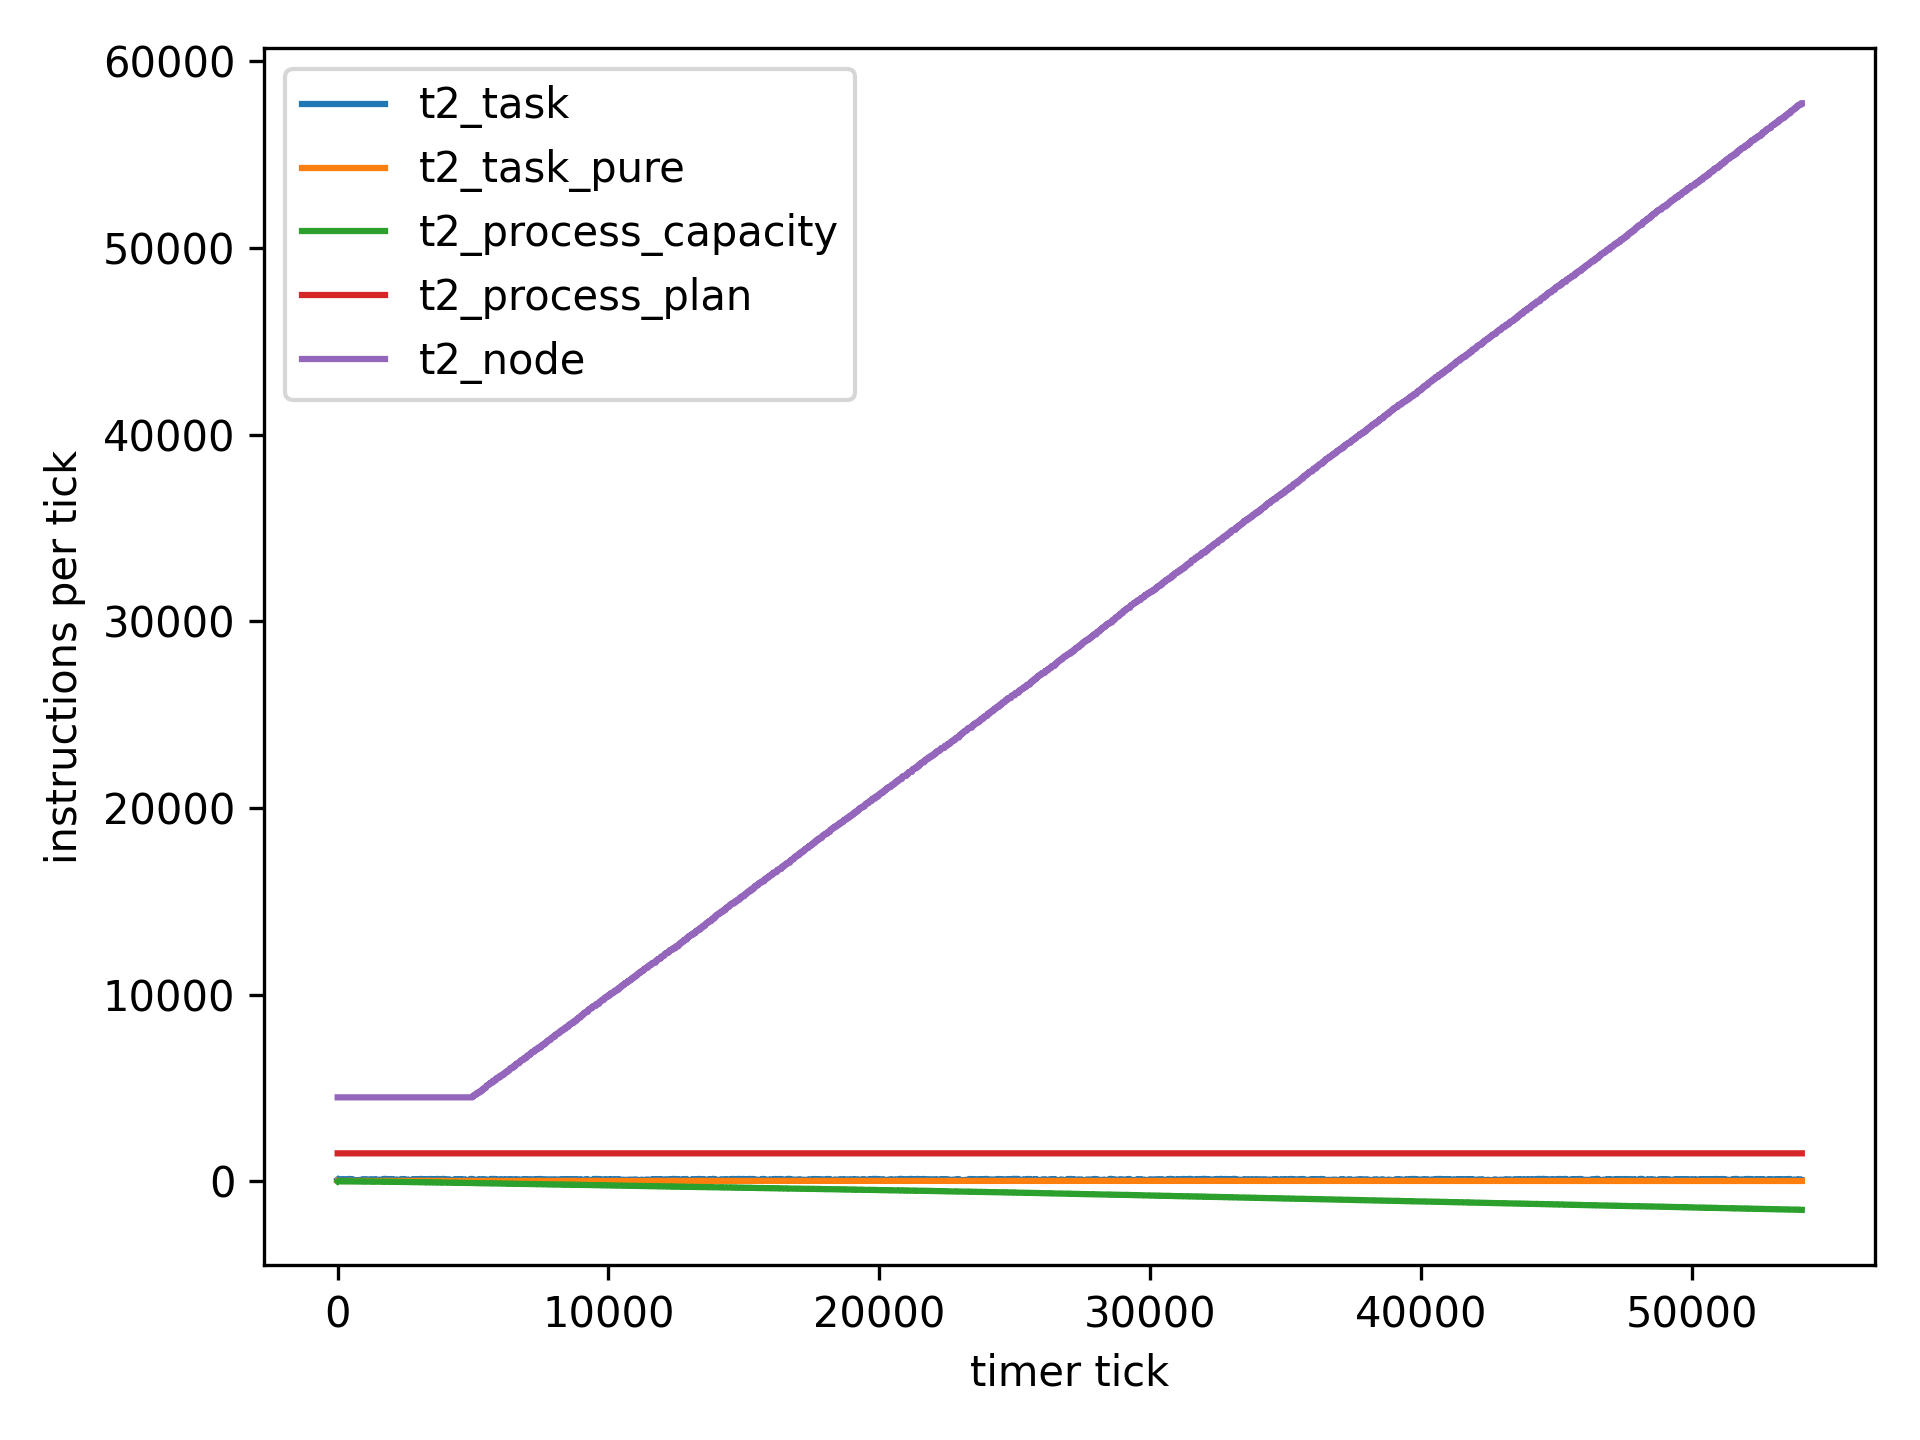 60000
50000
40000
30000
20000
10000
0
instructions per tick
t2_task
t2_task_pure
t2_process_capacity
t2_process_plan
t2_node
0 10000 20000 30000 40000 50000
timer tick